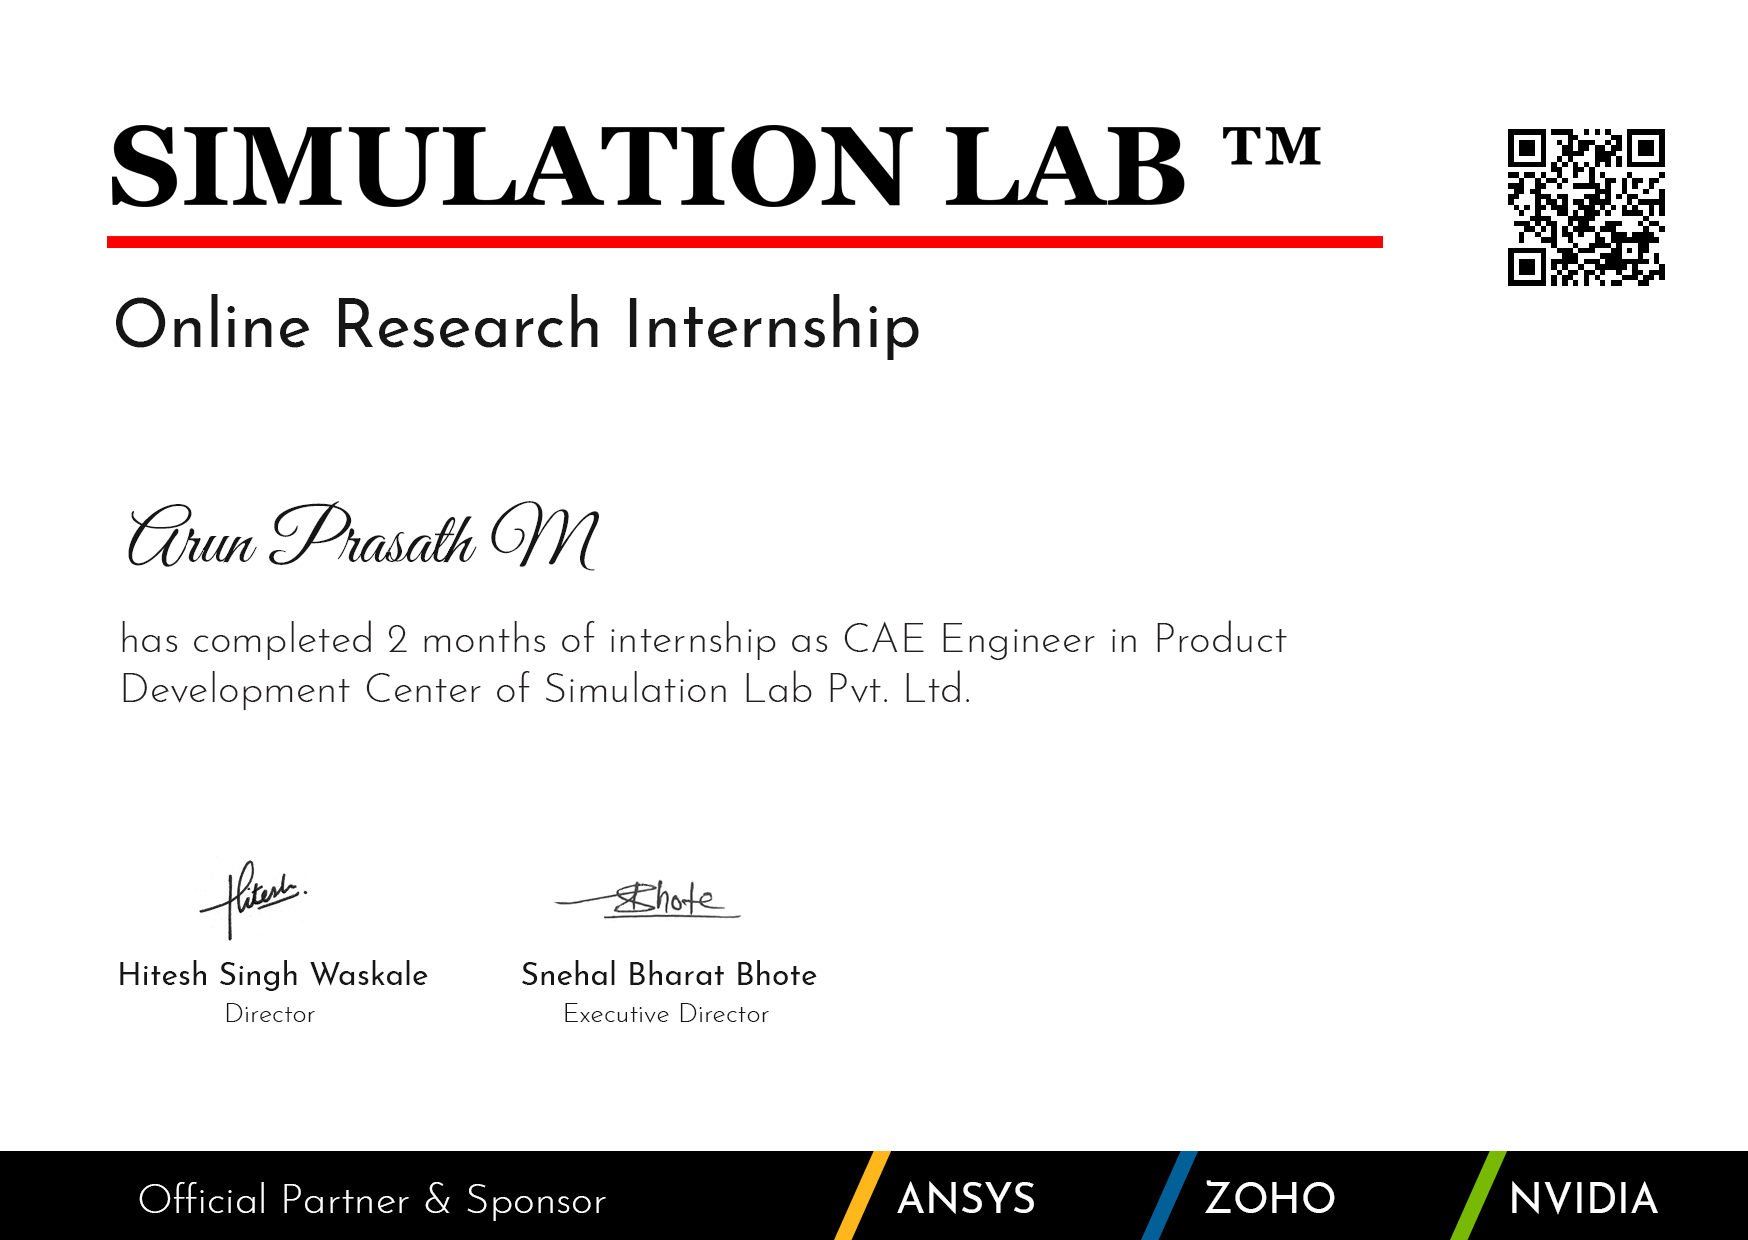 SIMULATION LAB ™
Online Research Internship
Arun Prasath M
has completed 2 months of internship as CAE Engineer in Product
Development Center of Simulation Lab Pvt. Ltd.
Hitesh.
Bhote
Hitesh Singh Waskale
Snehal Bharat Bhote
Director
Executive Director
Official Partner & Sponsor
ANSYS
ZOHO
NVIDIA